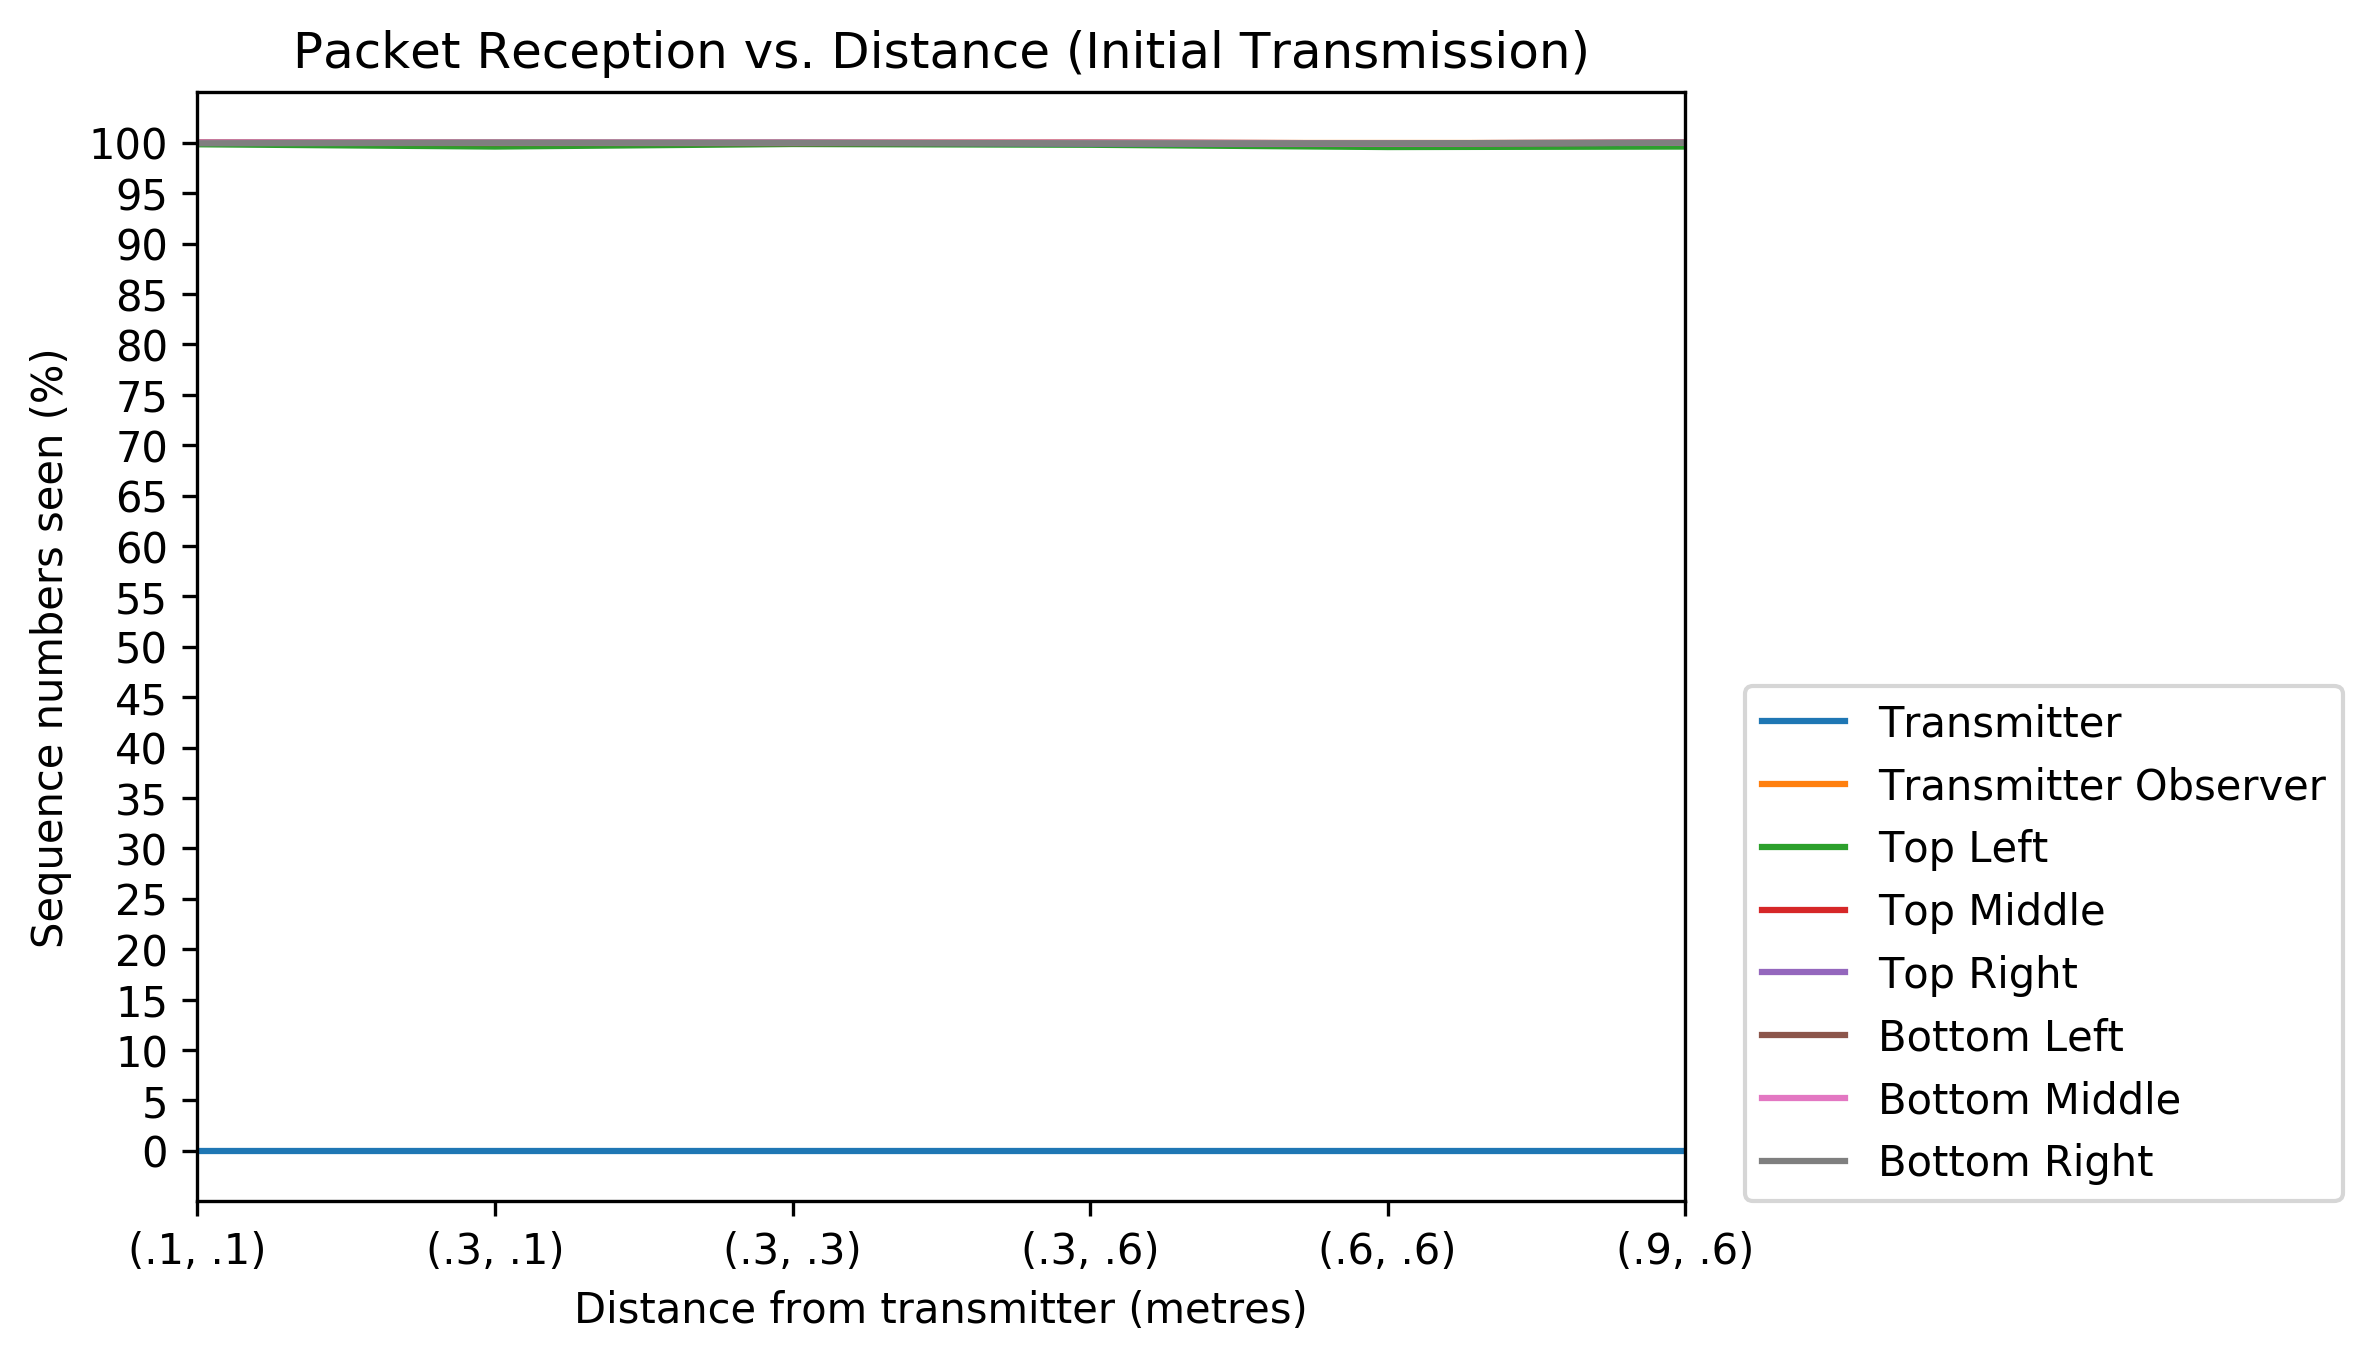 Packet Reception vs. Distance (Initial Transmission)
Sequence numbers seen (%)
100
95
90
85
80
75
70
65
60
55
50
45
40
35
30
25
20
15
10
5
0
(.1, .1) (.3, .1) (.3, .3) (.3, .6) (.6, .6) (.9, .6)
Distance from transmitter (metres)
Transmitter
Transmitter Observer
Top Left
Top Middle
Top Right
Bottom Left
Bottom Middle
Bottom Right